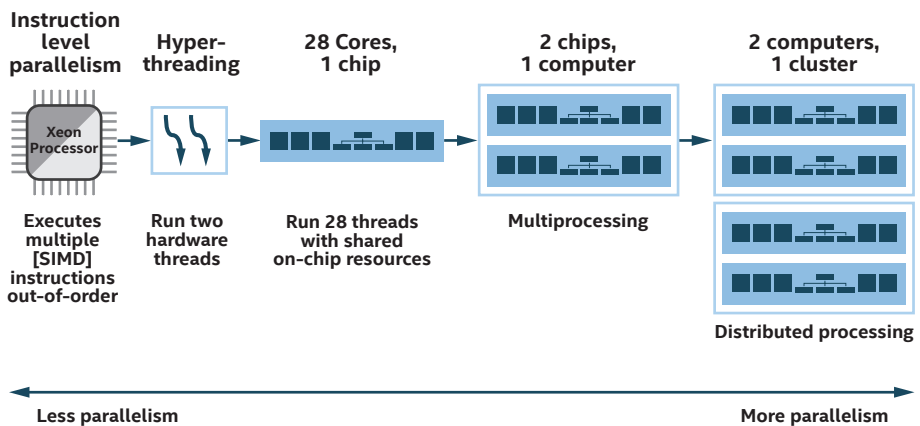 Instruction
level
parallelism
Hyper-
threading
28 Cores,
1 chip
2 chips,
1 computer
2 computers,
1 cluster
Xeon
Processor
Executes
multiple
[SIMD]
instructions
out-of-order
Run two
hardware
threads
Run 28 threads
with shared
on-chip resources
Multiprocessing
Distributed processing
Less parallelism
More parallelism